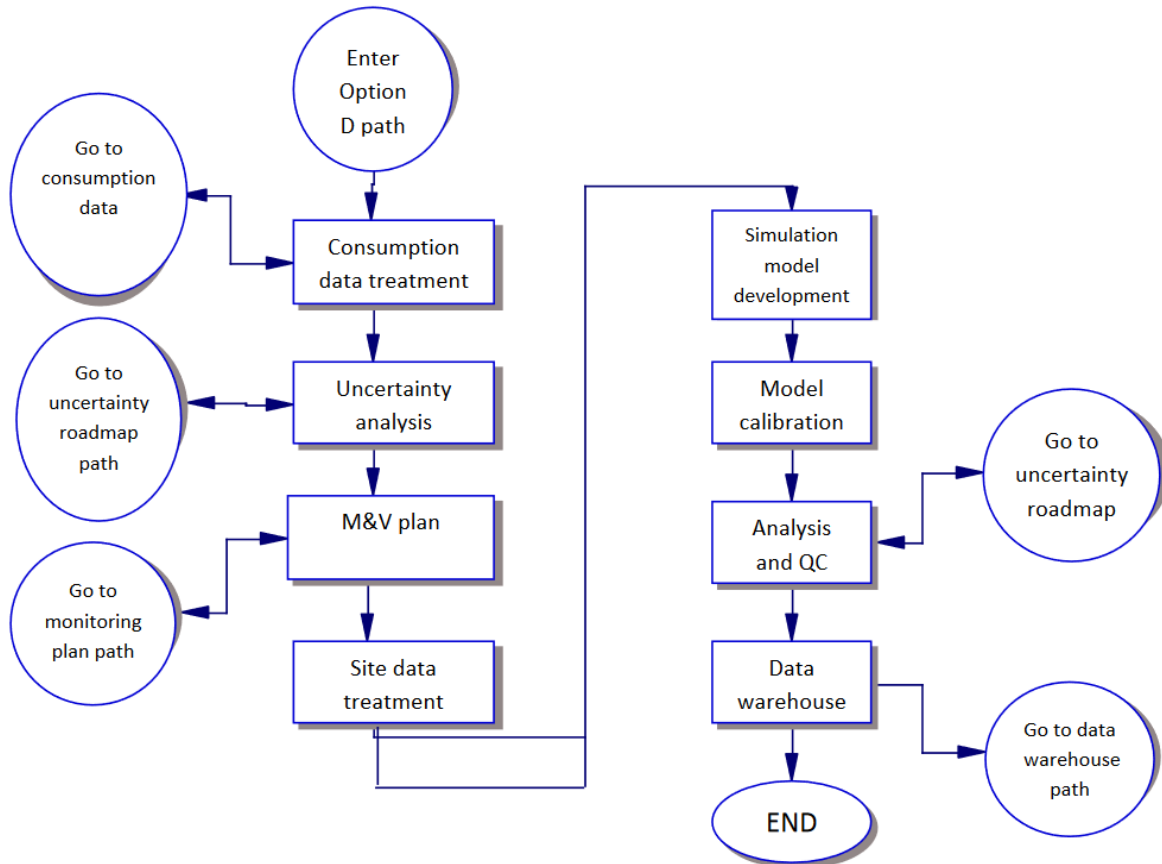 Enter
Option
D path
Go to
consumption
data
Consumption
data treatment
Go to
uncertainty
roadmap
path
Uncertainty
analysis
M&V plan
Go to
monitoring
plan path
Site data
treatment
Simulation
model
development
Model
calibration
Analysis
and QC
Go to
uncertainty
roadmap
Data
warehouse
Go to data
warehouse
path
END